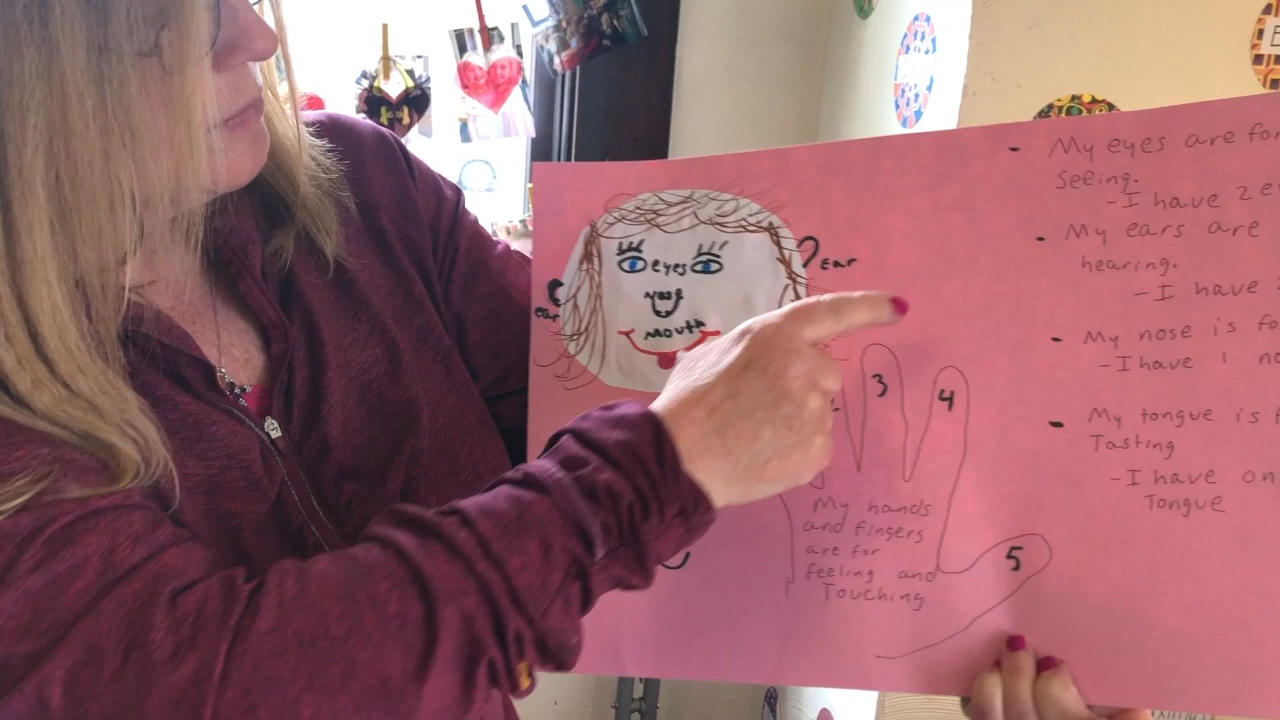 eyes
Nose
Mouth
ear
Ear
3
4
5
My hands
and fingers
are for
feeling and
Touching
- My eyes are for
seeing.
-I have 2
- My ears are
hearing.
-I have
- My nose is
-I have 1
- My tongue is
Tasting
-I have
Tongue